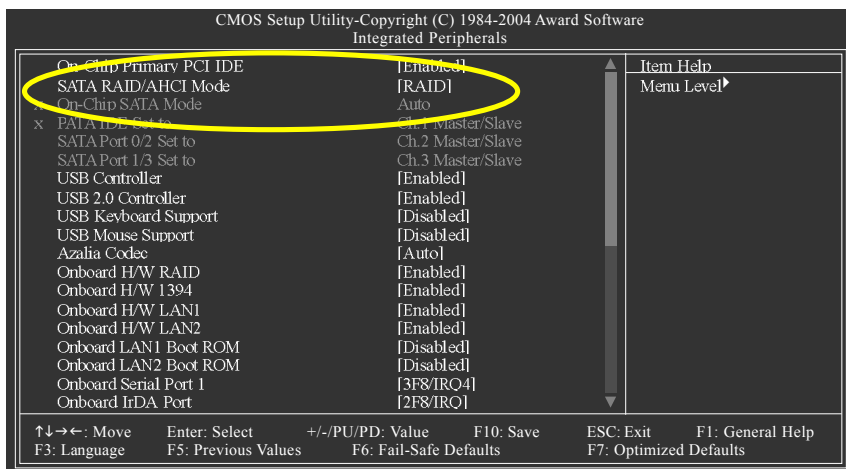 CMOS Setup Utility-Copyright (C) 1984-2004 Award Software
Integrated Peripherals
On-Chip Primary PCI IDE [Enabled] Item Help
SATA RAID/AHCI Mode [RAID] Menu Level
x On-Chip SATA Mode Auto
x PATA IDE Set to Ch.1 Master/Slave
SATA Port 0/2 Set to Ch.2 Master/Slave
SATA Port 1/3 Set to Ch.3 Master/Slave
USB Controller [Enabled]
USB 2.0 Controller [Enabled]
USB Keyboard Support [Disabled]
USB Mouse Support [Disabled]
Azalia Codec [Auto]
Onboard H/W RAID [Enabled]
Onboard H/W 1394 [Enabled]
Onboard H/W LAN1 [Enabled]
Onboard H/W LAN2 [Enabled]
Onboard LAN1 Boot ROM [Disabled]
Onboard LAN2 Boot ROM [Disabled]
Onboard Serial Port 1 [3F8/IRQ4]
Onboard IrDA Port [2F8/IRQ]
↑↓→←: Move Enter: Select +/-/PU/PD: Value F10: Save ESC: Exit F1: General Help
F3: Language F5: Previous Values F6: Fail-Safe Defaults F7: Optimized Defaults